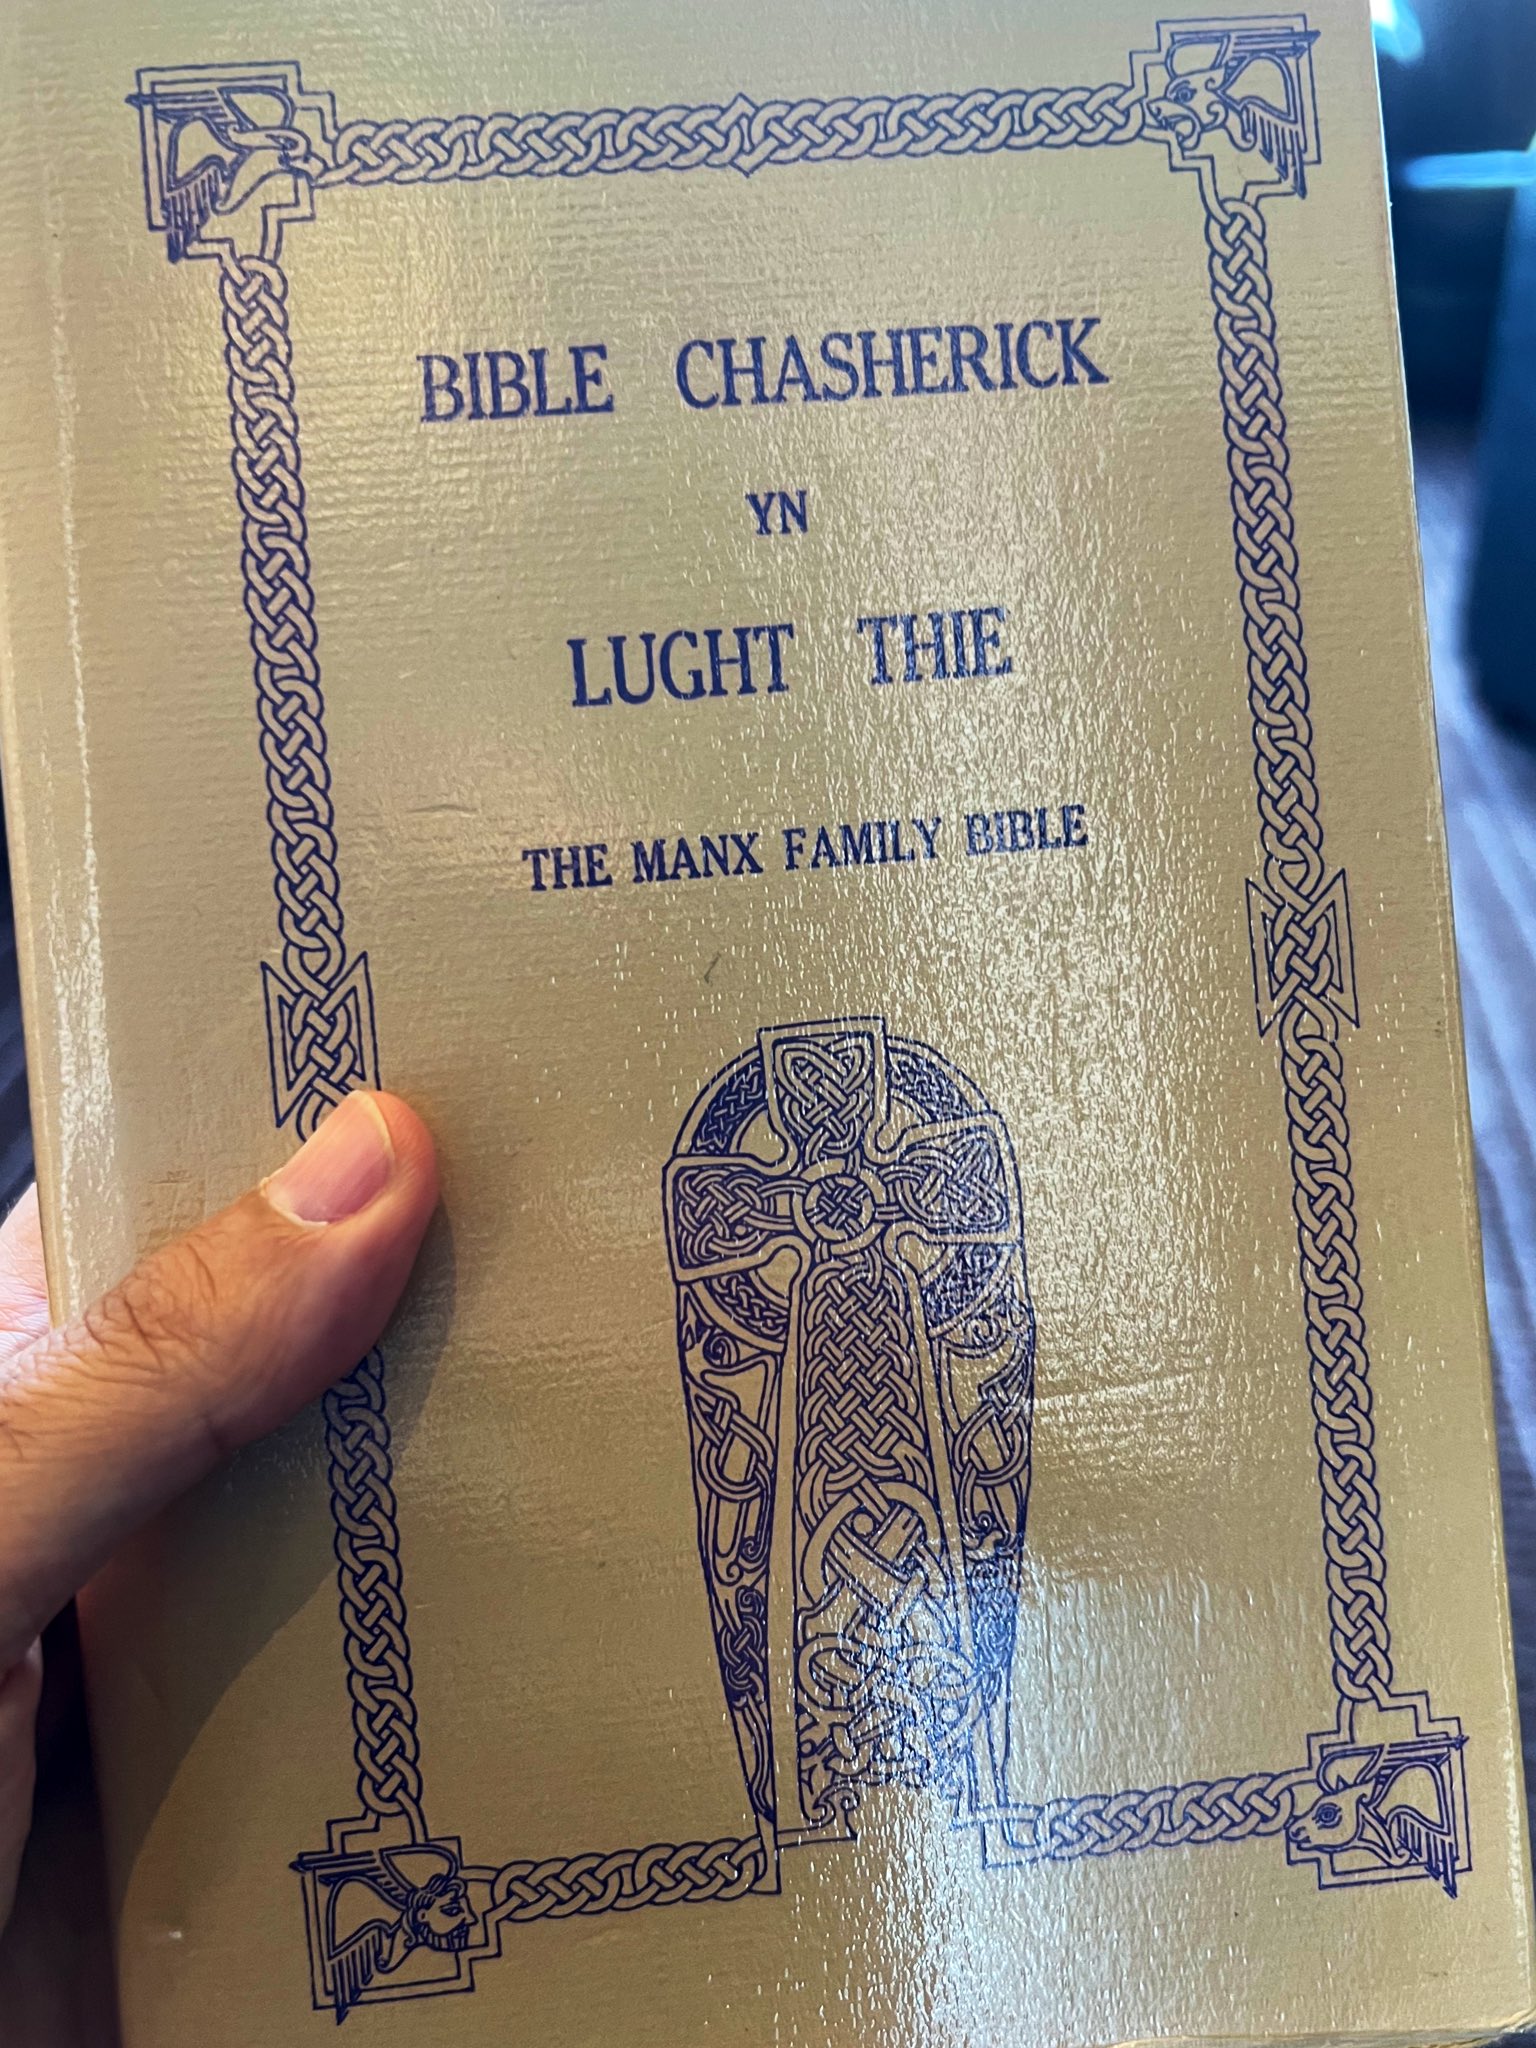 BIBLE CHASHERICK
YN
LUGHT THIE
THE MANX FAMILY BIBLE